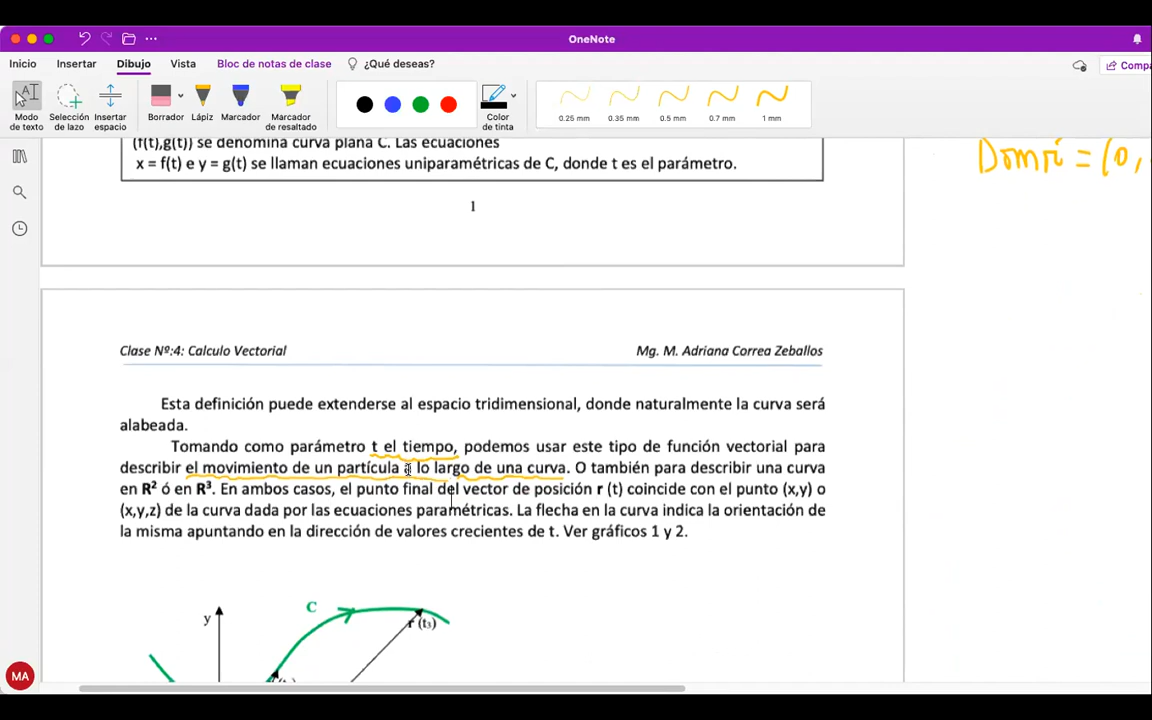 OneNote
Inicio Insertar Dibujo Vista Bloc de notas de clase ¿Qué deseas? Compa
Modo de texto
Selección de lazo
Insertar espacio
Borrador
Lápiz
Marcador
Marcador de resaltado
Color de tinta
0.25 mm 0.35 mm 0.5 mm 0.7 mm 1 mm
(f(t),g(t)) se denomina curva plana C. Las ecuaciones
x = f(t) e y = g(t) se llaman ecuaciones uniparamétricas de C, donde t es el parámetro.
Dom r⃗ = (0,
1
Clase Nº:4: Calculo Vectorial Mg. M. Adriana Correa Zeballos
Esta definición puede extenderse al espacio tridimensional, donde naturalmente la curva será
alabeada.
Tomando como parámetro t el tiempo, podemos usar este tipo de función vectorial para
describir el movimiento de un partícula a lo largo de una curva. O también para describir una curva
en R² ó en R³. En ambos casos, el punto final del vector de posición r (t) coincide con el punto (x,y) o
(x,y,z) de la curva dada por las ecuaciones paramétricas. La flecha en la curva indica la orientación de
la misma apuntando en la dirección de valores crecientes de t. Ver gráficos 1 y 2.
C
y
r (t₃)
MA